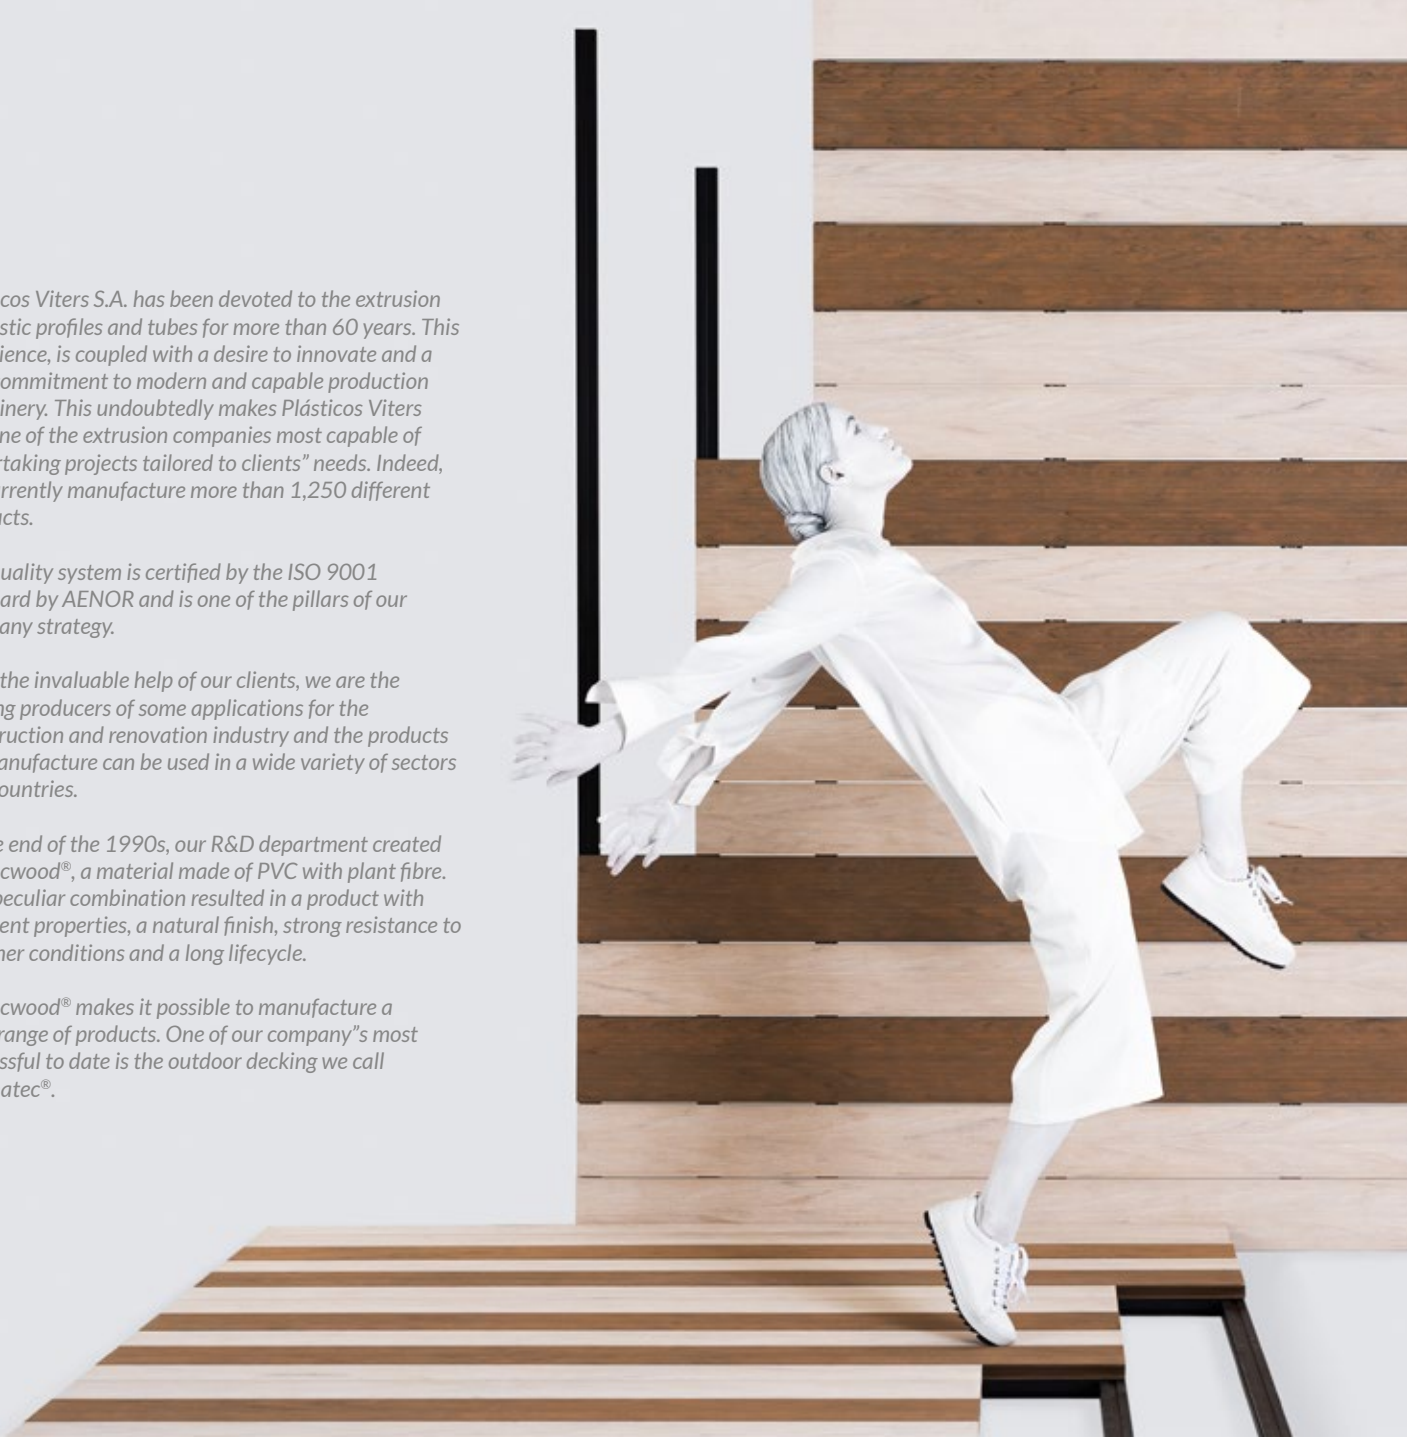 cos Viters S.A. has been devoted to the extrusion
stic profiles and tubes for more than 60 years. This
ience, is coupled with a desire to innovate and a
ommitment to modern and capable production
inery. This undoubtedly makes Plásticos Viters
ne of the extrusion companies most capable of
rtaking projects tailored to clients” needs. Indeed,
rrently manufacture more than 1,250 different
cts.
uality system is certified by the ISO 9001
ard by AENOR and is one of the pillars of our
any strategy.
the invaluable help of our clients, we are the
ng producers of some applications for the
ruction and renovation industry and the products
anufacture can be used in a wide variety of sectors
ountries.
e end of the 1990s, our R&D department created
cwood®, a material made of PVC with plant fibre.
peculiar combination resulted in a product with
ent properties, a natural finish, strong resistance to
her conditions and a long lifecycle.
cwood® makes it possible to manufacture a
range of products. One of our company”s most
ssful to date is the outdoor decking we call
atec®.